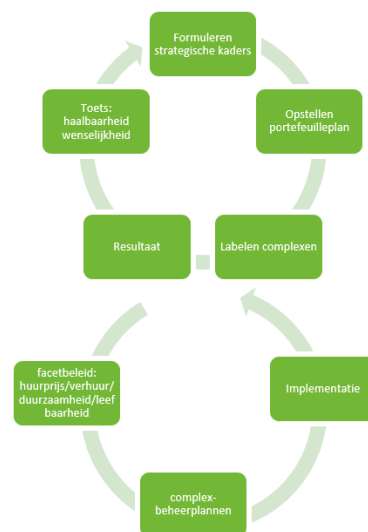 Formuleren
strategische kaders
Toets:
haalbaarheid
wenselijkheid
Opstellen
portefeuilleplan
Resultaat
Labelen complexen
facetbeleid:
huurprijs/verhuur/
duurzaamheid/leef
baarheid
Implementatie
complex-
beheerplannen